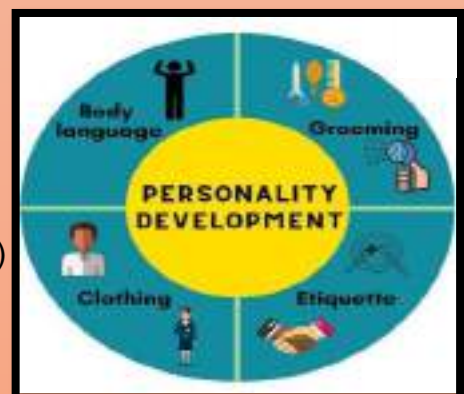 Body
language
Grooming
PERSONALITY
DEVELOPMENT
)
Clothing
Etiquette